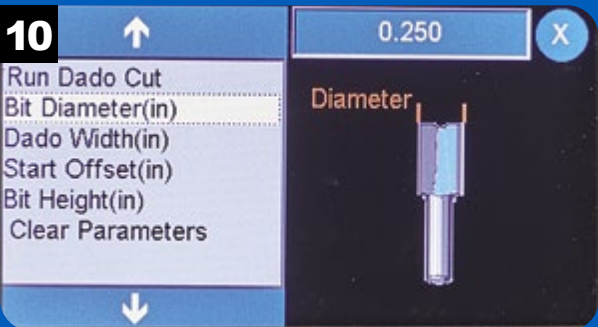 10
0.250
X
Run Dado Cut
Bit Diameter(in)
Dado Width(in)
Start Offset(in)
Bit Height(in)
Clear Parameters
Diameter